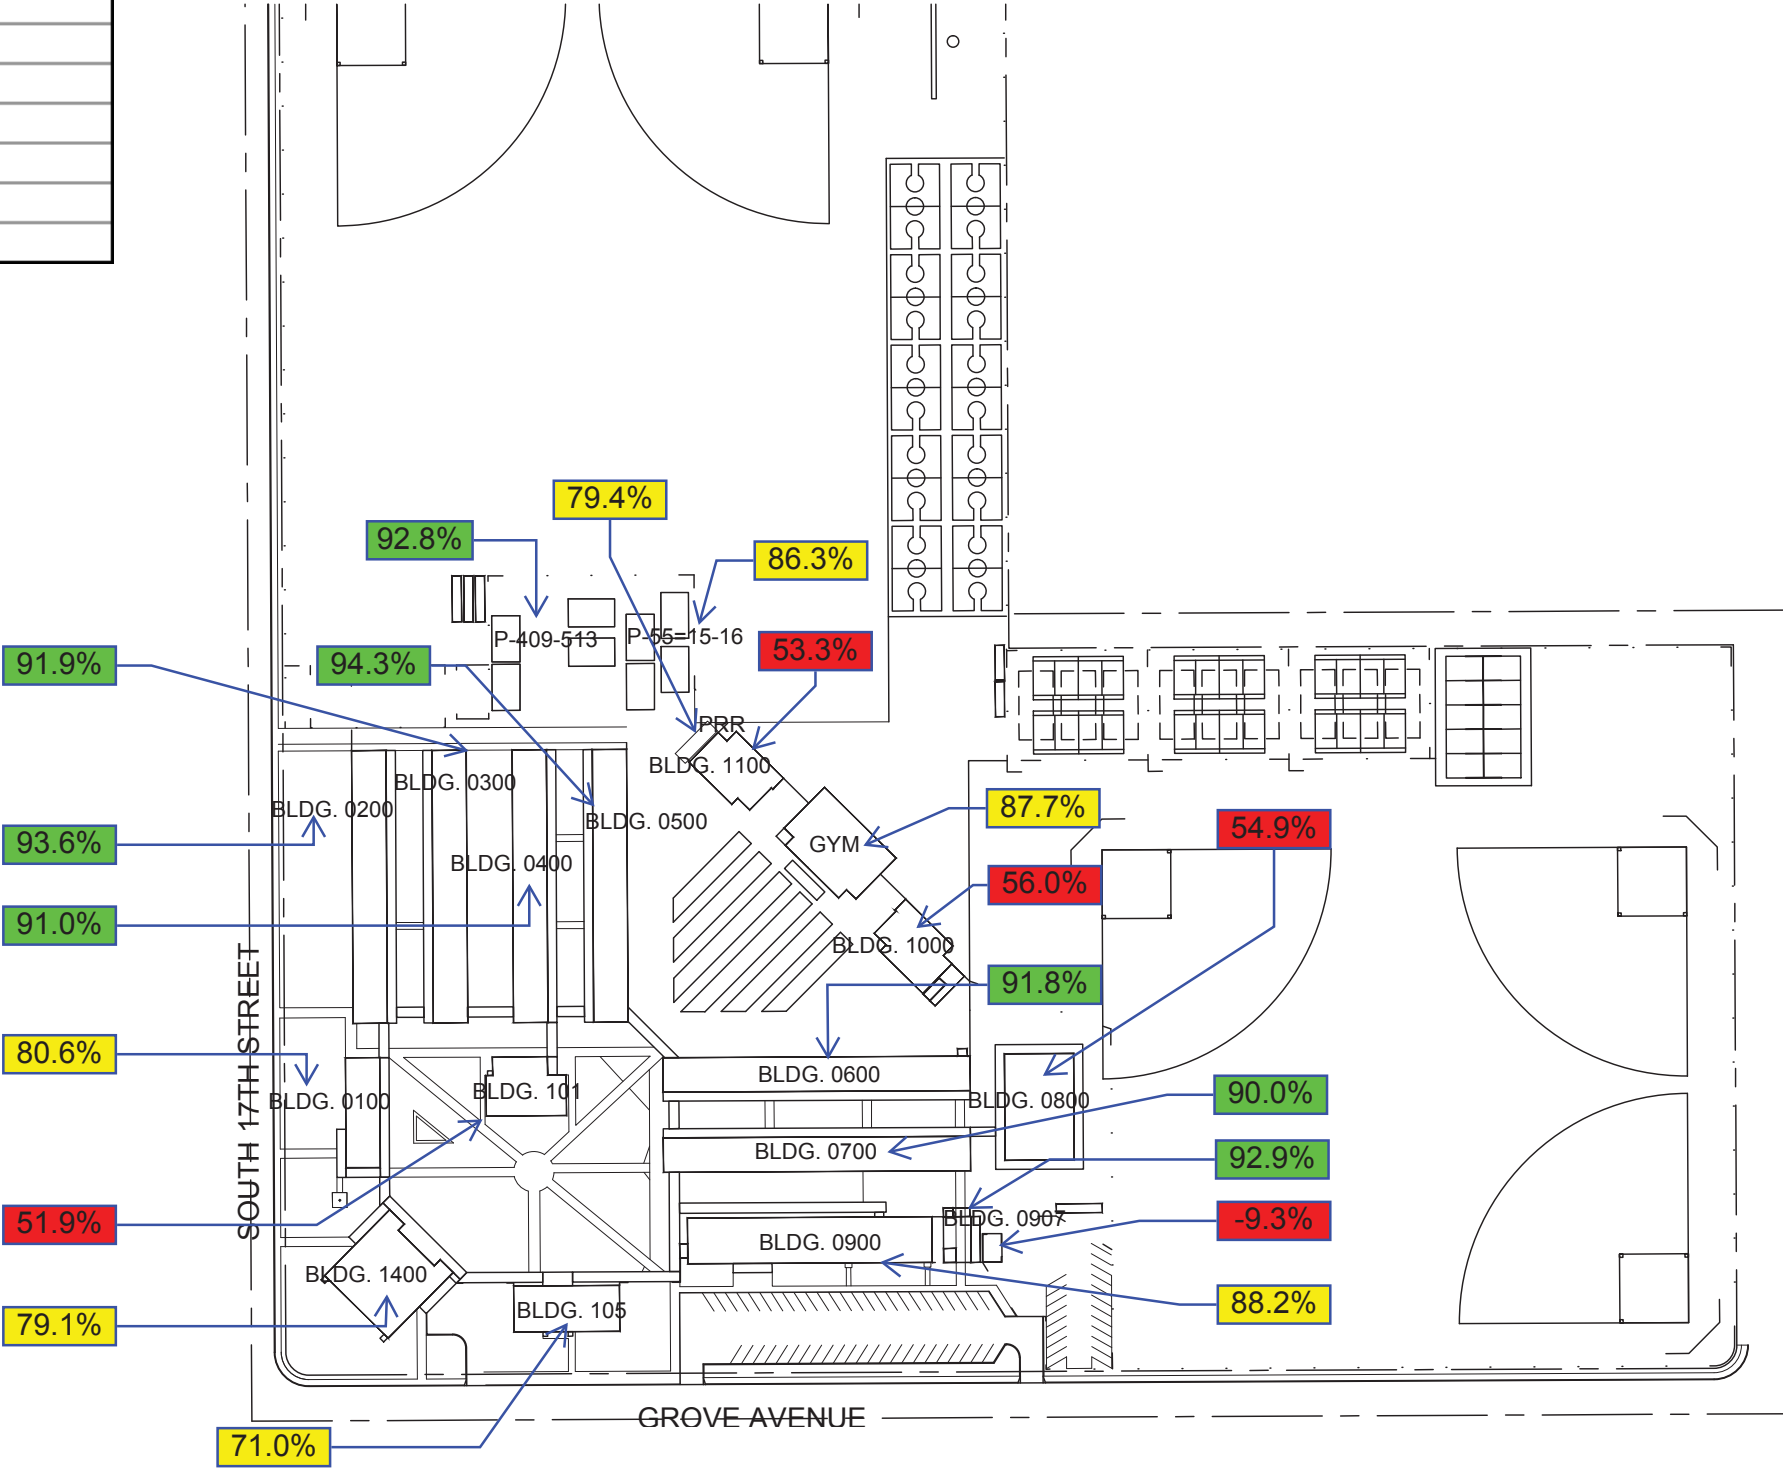 79.4%
92.8%
86.3%
P-409-513
P-55=15-16
53.3%
91.9%
94.3%
PRR
BLDG. 1100
BLDG. 0300
BLDG. 0200
BLDG. 0500
87.7%
54.9%
93.6%
GYM
BLDG. 0400
56.0%
91.0%
BLDG. 1000
91.8%
SOUTH 17TH STREET
80.6%
BLDG. 0600
BLDG. 101
BLDG. 0100
BLDG. 0800
90.0%
BLDG. 0700
92.9%
51.9%
BLDG. 0907
-9.3%
BLDG. 0900
BLDG. 1400
BLDG. 105
88.2%
79.1%
GROVE AVENUE
71.0%